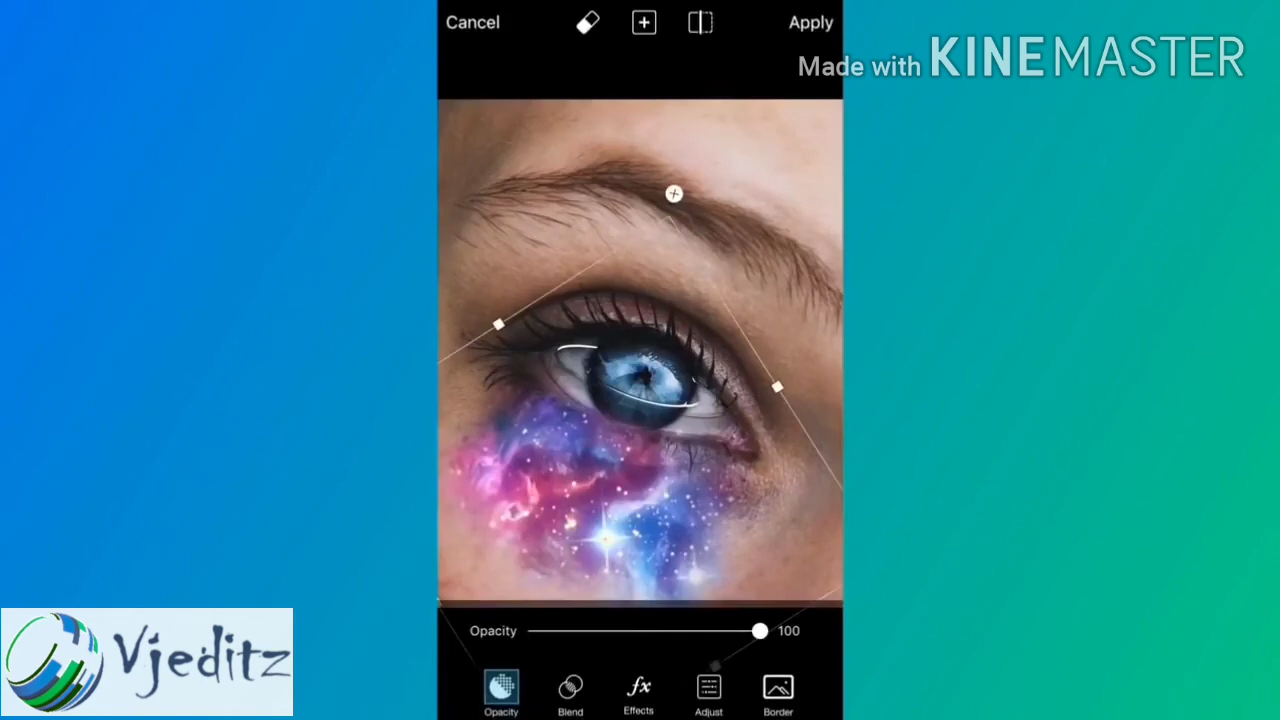 Cancel
Apply
Made with KINEMASTER
Opacity 100
Opacity
Blend
fx
Effects
Adjust
Border
Vjeditz